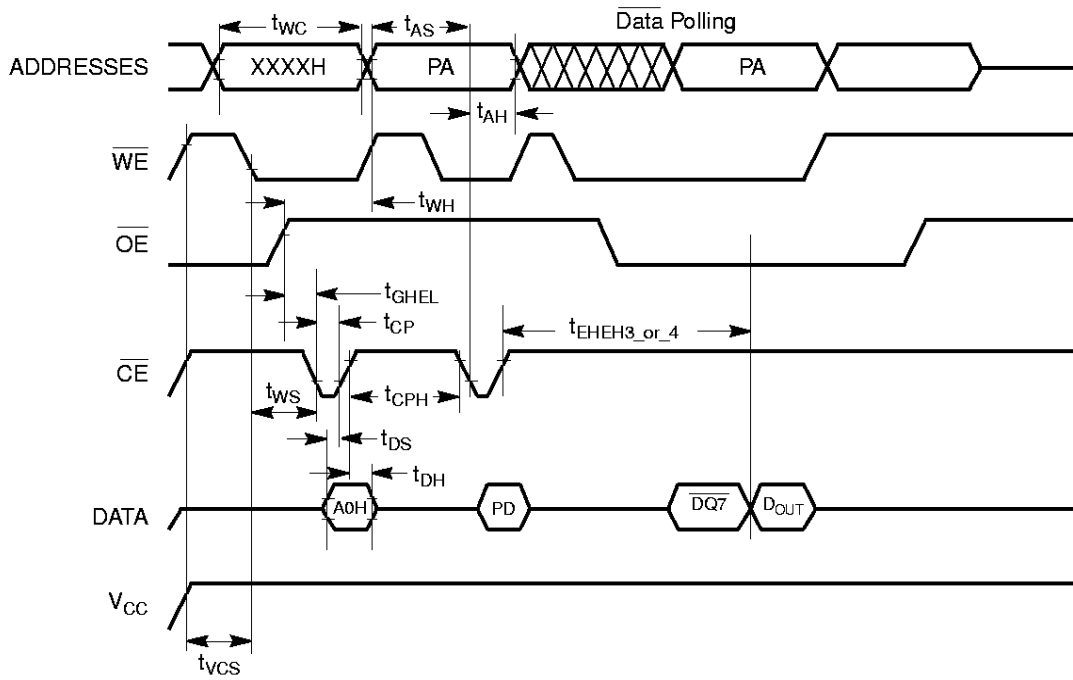 Data Polling
tWC
tAS
ADDRESSES
XXXXH
PA
PA
tAH
WE
tWH
OE
tGHEL
tCP
tEHEH3_or_4
CE
tWS
tCPH
tDS
tDH
DATA
A0H
PD
DQ7
DOUT
VCC
tVCS